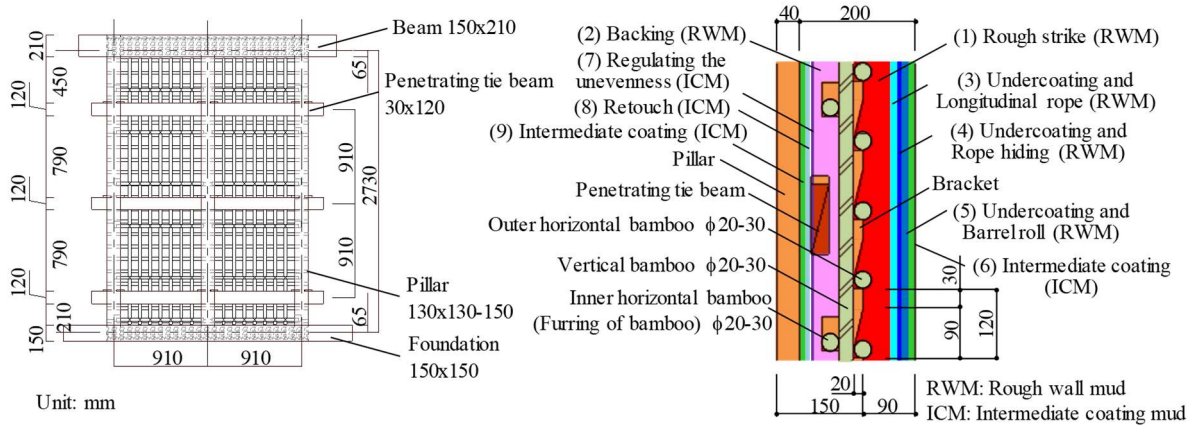 Beam 150x210
Penetrating tie beam
30x120
Pillar
130x130-150
Foundation
150x150
210
450
120
790
120
790
120
210
150
65
910
2730
910
65
910
910
Unit: mm
40
200
(2) Backing (RWM)
(7) Regulating the
unevenness (ICM)
(8) Retouch (ICM)
(9) Intermediate coating (ICM)
Pillar
Penetrating tie beam
Outer horizontal bamboo ϕ20-30
Vertical bamboo ϕ20-30
Inner horizontal bamboo
(Furring of bamboo) ϕ20-30
(1) Rough strike (RWM)
(3) Undercoating and
Longitudinal rope (RWM)
(4) Undercoating and
Rope hiding (RWM)
Bracket
(5) Undercoating and
Barrel roll (RWM)
(6) Intermediate coating
(ICM)
30
90
120
20
150
90
RWM: Rough wall mud
ICM: Intermediate coating mud